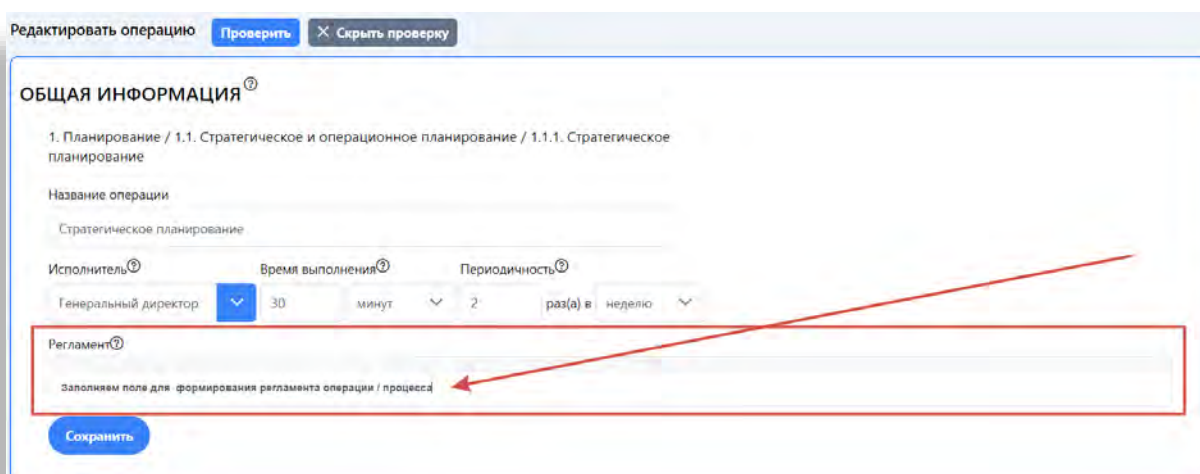 Редактировать операцию Проверить Скрыть проверку
ОБЩАЯ ИНФОРМАЦИЯ
1. Планирование / 1.1. Стратегическое и операционное планирование / 1.1.1. Стратегическое
планирование
Название операции
Стратегическое планирование
Исполнитель Время выполнения Периодичность
Генеральный директор 30 минут 2 раз(а) в неделю
Регламент
Заполняем поле для формирования регламента операции / процесса
Сохранить